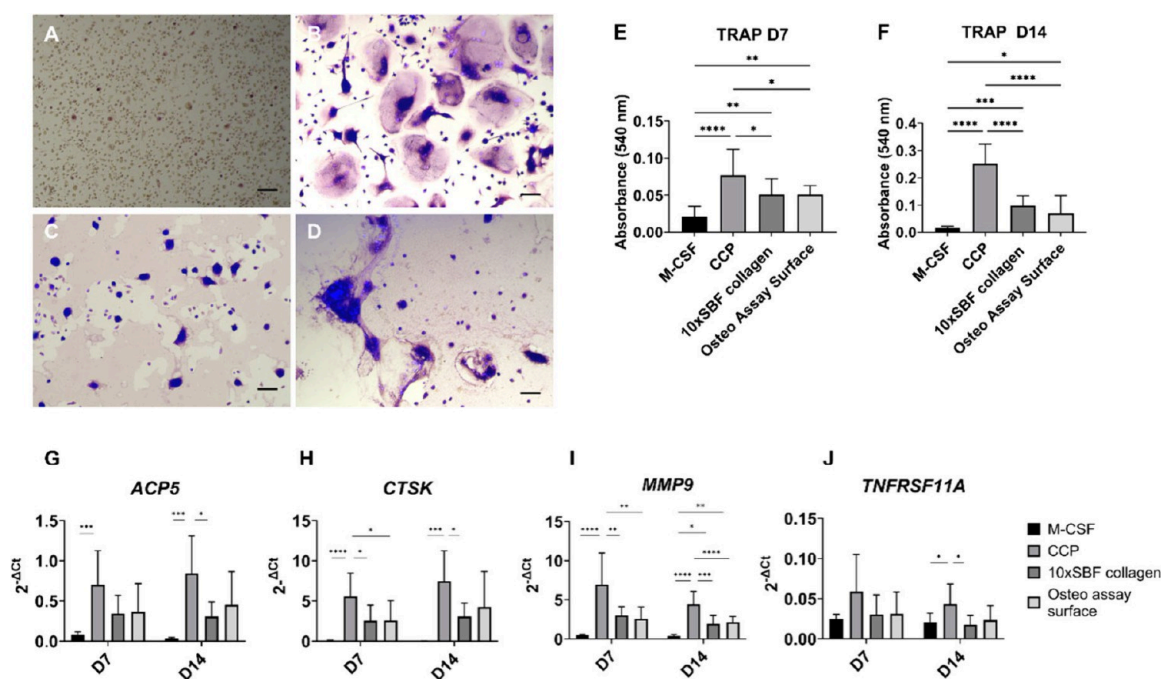 A
B
C
D
E
TRAP D7
Absorbance (540 nm)
0.20
0.15
0.10
0.05
0.00
**
*
**
**** *
M-CSF
CCP
10xSBF collagen
Osteo Assay Surface
F
TRAP D14
Absorbance (540 nm)
0.4
0.3
0.2
0.1
0.0
*
****
***
**** ****
M-CSF
CCP
10xSBF collagen
Osteo Assay Surface
G
ACP5
2-ΔCt
1.5
1.0
0.5
0.0
***
*** *
D7
D14
H
CTSK
2-ΔCt
15
10
5
0
*
**** *
*** *
D7
D14
I
MMP9
2-ΔCt
15
10
5
0
**
**** **
**
*
****
**** ***
D7
D14
J
TNFRSF11A
2-ΔCt
0.15
0.10
0.05
0.00
* *
D7
D14
M-CSF
CCP
10xSBF collagen
Osteo assay
surface